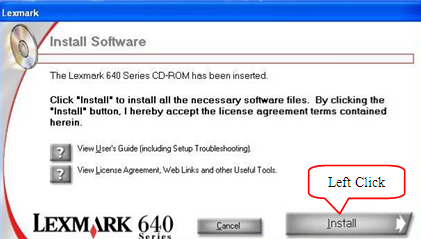 Lexmark
Install Software
The Lexmark 640 Series CD-ROM has been inserted.
Click "Install" to install all the necessary software files. By clicking the
"Install" button, I hereby accept the license agreement terms contained
herein.
? View User's Guide (including Setup Troubleshooting).
? View License Agreement, Web Links and other Useful Tools.
Left Click
LEXMARK 640
Series
Cancel
Install